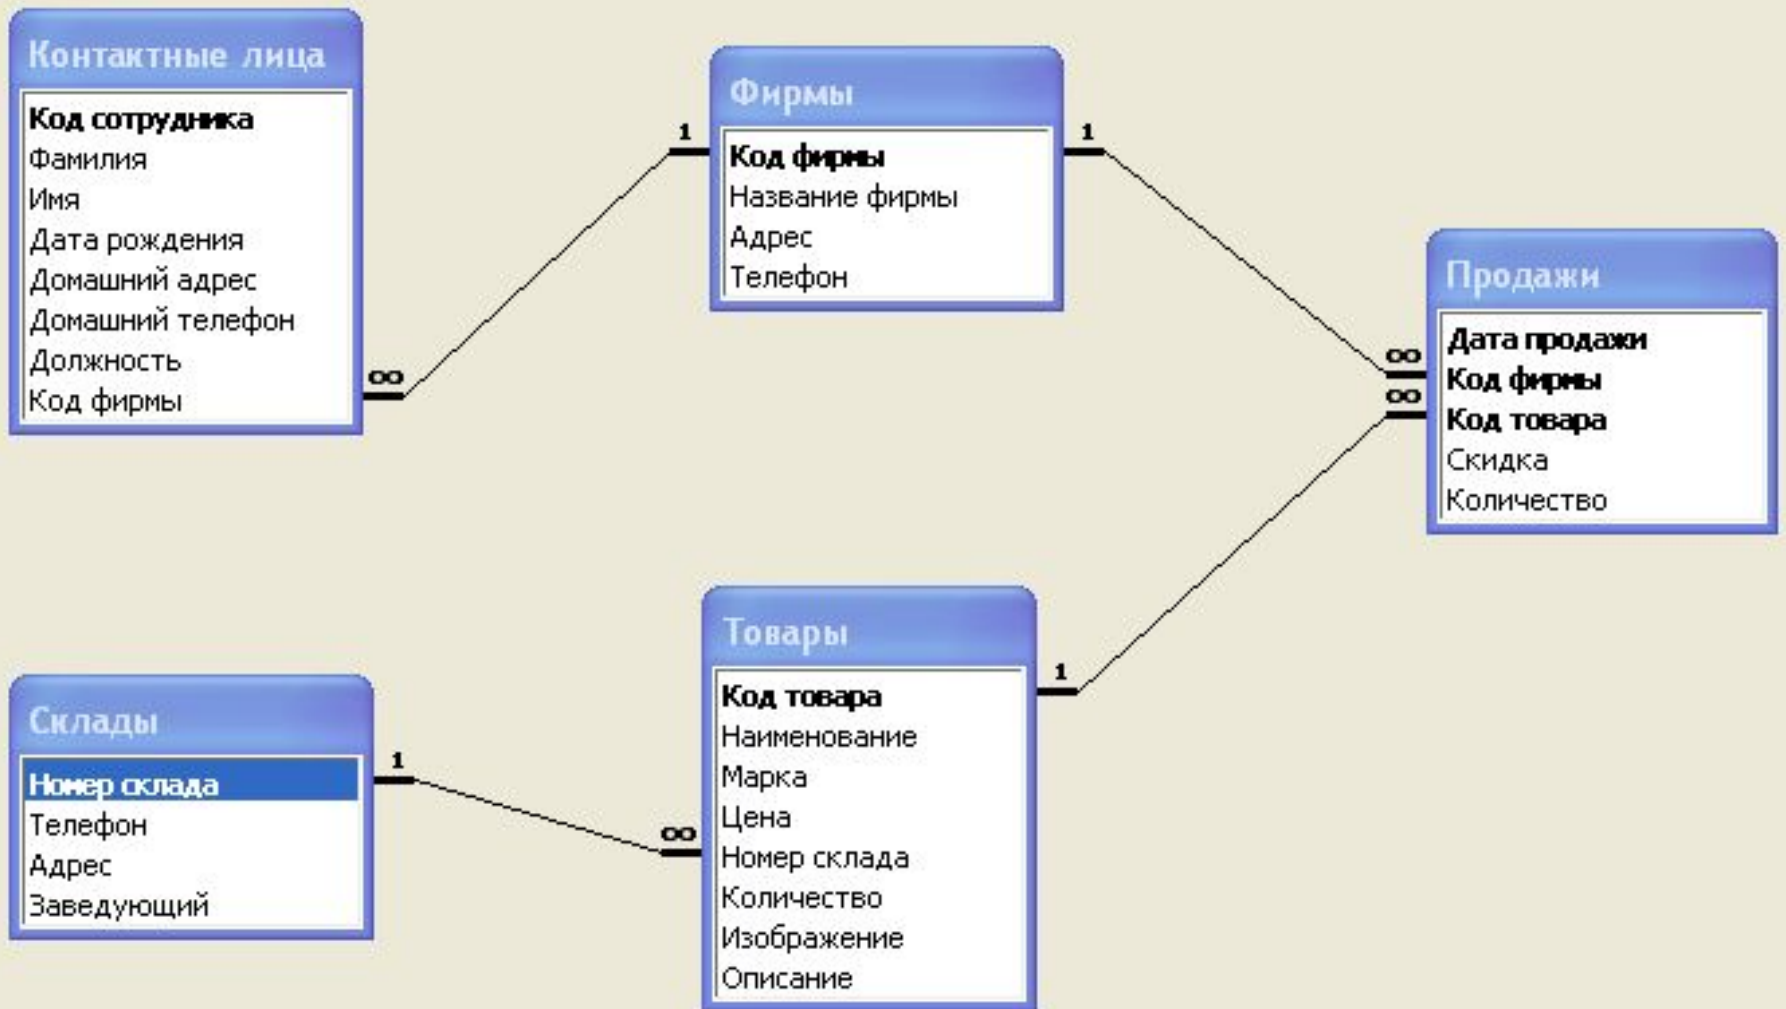 Контактные лица
Код сотрудника
Фамилия
Имя
Дата рождения
Домашний адрес
Домашний телефон
Должность
Код фирмы
∞
1
Фирмы
Код фирмы
Название фирмы
Адрес
Телефон
1
∞
∞
Продажи
Дата продажи
Код фирмы
Код товара
Скидка
Количество
Склады
Номер склада
Телефон
Адрес
Заведующий
1
∞
Товары
Код товара
Наименование
Марка
Цена
Номер склада
Количество
Изображение
Описание
1